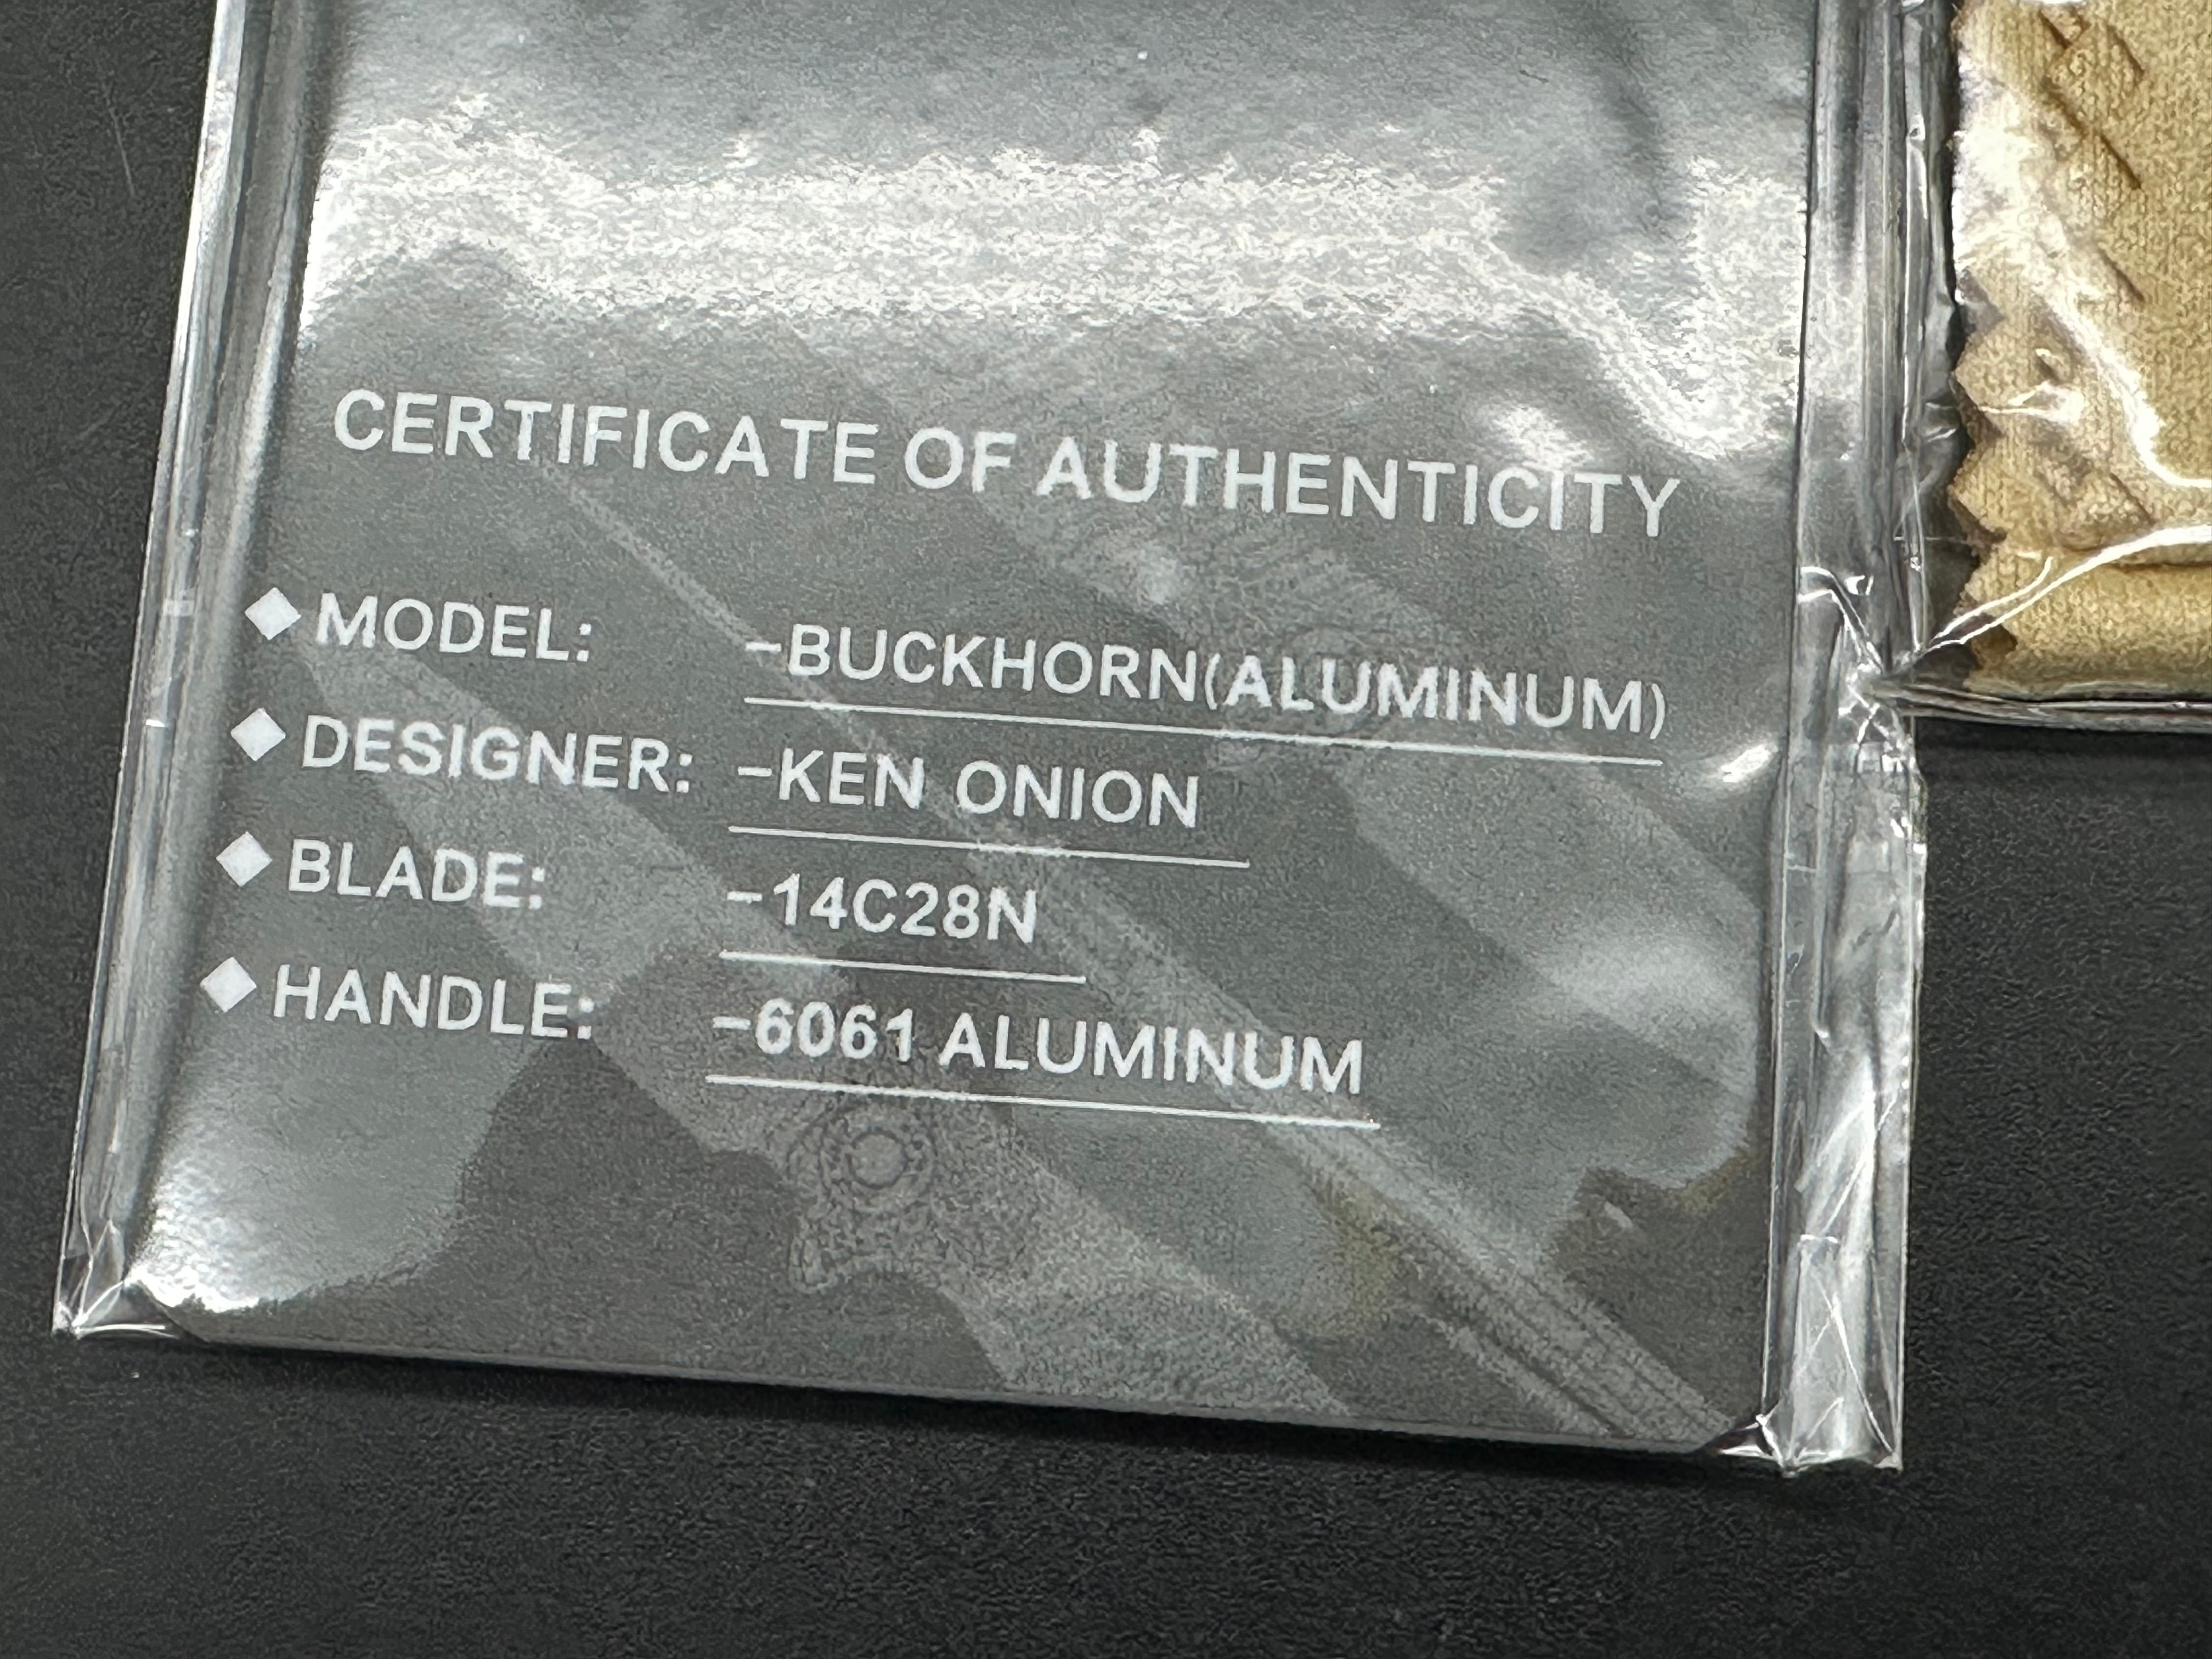 CERTIFICATE OF AUTHENTICITY
◆ MODEL: -BUCKHORN(ALUMINUM)
◆ DESIGNER: -KEN ONION
◆ BLADE: -14C28N
◆ HANDLE: -6061 ALUMINUM